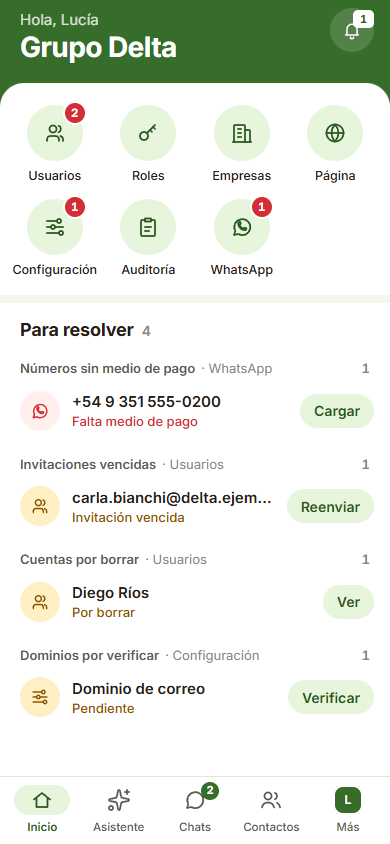 Hola, Lucía
1
Grupo Delta
2
Usuarios
Roles
Empresas
Página
1
1
Configuración
Auditoría
WhatsApp
Para resolver 4
Números sin medio de pago · WhatsApp 1
+54 9 351 555-0200
Falta medio de pago
Cargar
Invitaciones vencidas · Usuarios 1
carla.bianchi@delta.ejem...
Invitación vencida
Reenviar
Cuentas por borrar · Usuarios 1
Diego Ríos
Por borrar
Ver
Dominios por verificar · Configuración 1
Dominio de correo
Pendiente
Verificar
2
L
Inicio
Asistente
Chats
Contactos
Más